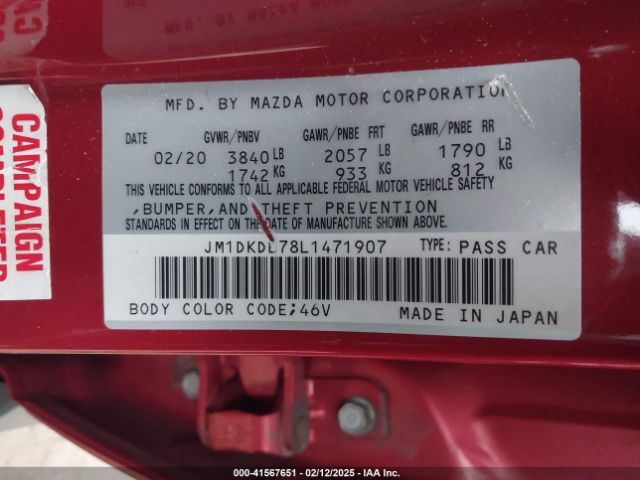 MFD. BY MAZDA MOTOR CORPORATION
DATE GVWR/PNBV GAWR/PNBE FRT GAWR/PNBE RR
02/20 3840 LB 2057 LB 1790 LB
1742 KG 933 KG 812 KG
THIS VEHICLE CONFORMS TO ALL APPLICABLE FEDERAL MOTOR VEHICLE SAFETY
,BUMPER,AND THEFT PREVENTION
STANDARDS IN EFFECT ON THE DATE OF MANUFACTURE SHOWN ABOVE.
TYPE: PASS CAR
BODY COLOR CODE;46V MADE IN JAPAN
CAMPAIGN
000-41567651 | 02/12/2025 | IAA Inc.